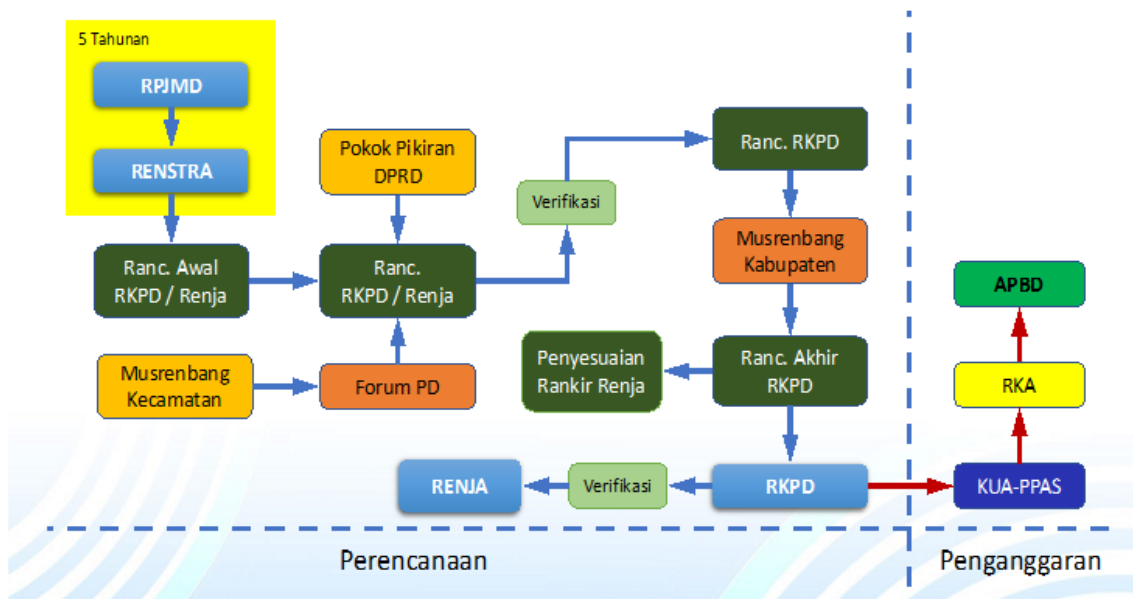 5 Tahunan
RPJMD
RENSTRA
Ranc. Awal
RKPD / Renja
Musrenbang
Kecamatan
Pokok Pikiran
DPRD
Ranc.
RKPD / Renja
Forum PD
Verifikasi
Ranc. RKPD
Musrenbang
Kabupaten
Ranc. Akhir
RKPD
Penyesuaian
Rankir Renja
RKPD
Verifikasi
RENJA
KUA-PPAS
RKA
APBD
Perencanaan
Penganggaran